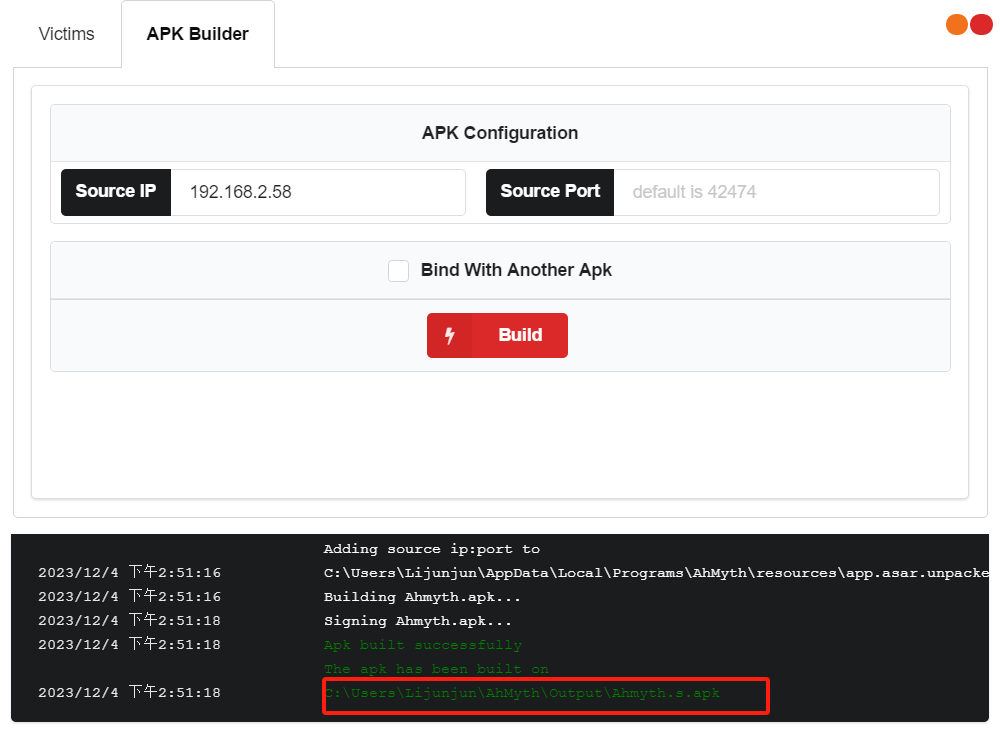 Victims
APK Builder
APK Configuration
Source IP 192.168.2.58 Source Port default is 42474
Bind With Another Apk
Build
Adding source ip:port to
2023/12/4 下午2:51:16 C:\Users\Lijunjun\AppData\Local\Programs\AhMyth\resources\app.asar.unpacke
2023/12/4 下午2:51:16 Building Ahmyth.apk...
2023/12/4 下午2:51:18 Signing Ahmyth.apk...
2023/12/4 下午2:51:18 Apk built successfully
The apk has been built on
2023/12/4 下午2:51:18 C:\Users\Lijunjun\AhMyth\Output\Ahmyth.s.apk